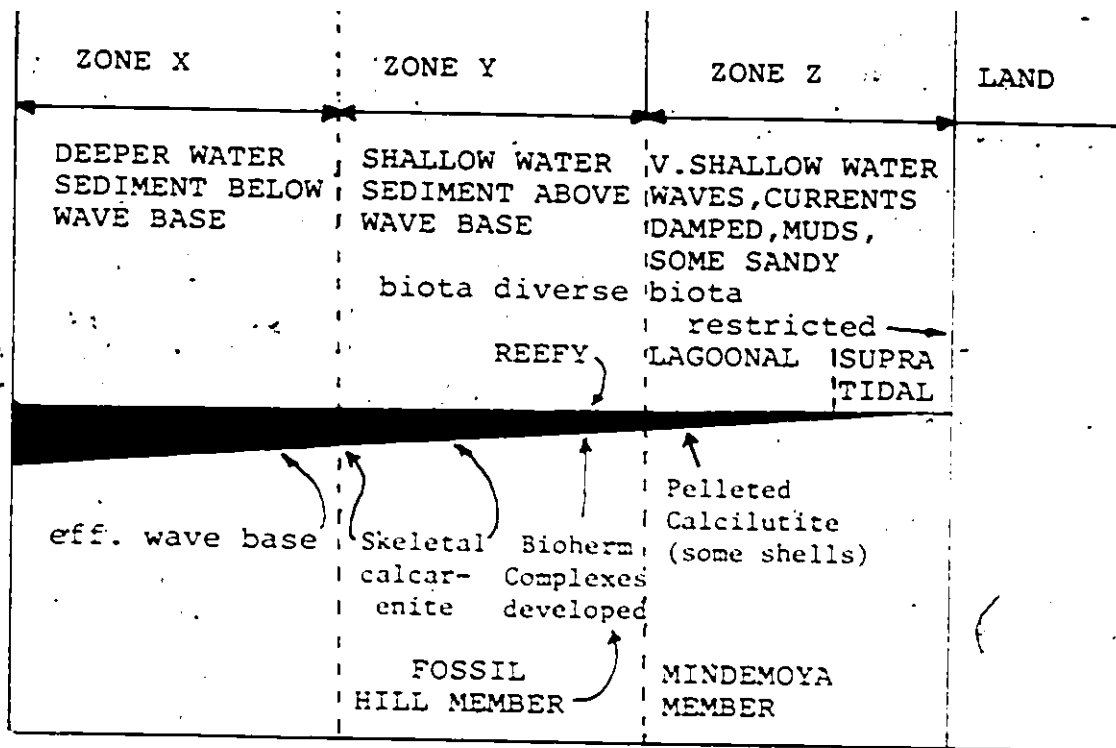 ZONE X
ZONE Y
ZONE Z
LAND
DEEPER WATER
SEDIMENT BELOW
WAVE BASE
SHALLOW WATER
SEDIMENT ABOVE
WAVE BASE
biota diverse
REEFY
V.SHALLOW WATER
WAVES,CURRENTS
DAMPED,MUDS,
SOME SANDY
biota
restricted
LAGOONAL
SUPRA
TIDAL
eff. wave base
Skeletal
calcar-
enite
Bioherm
Complexes
developed
Pelleted
Calcilutite
(some shells)
FOSSIL
HILL MEMBER
MINDEMOYA
MEMBER